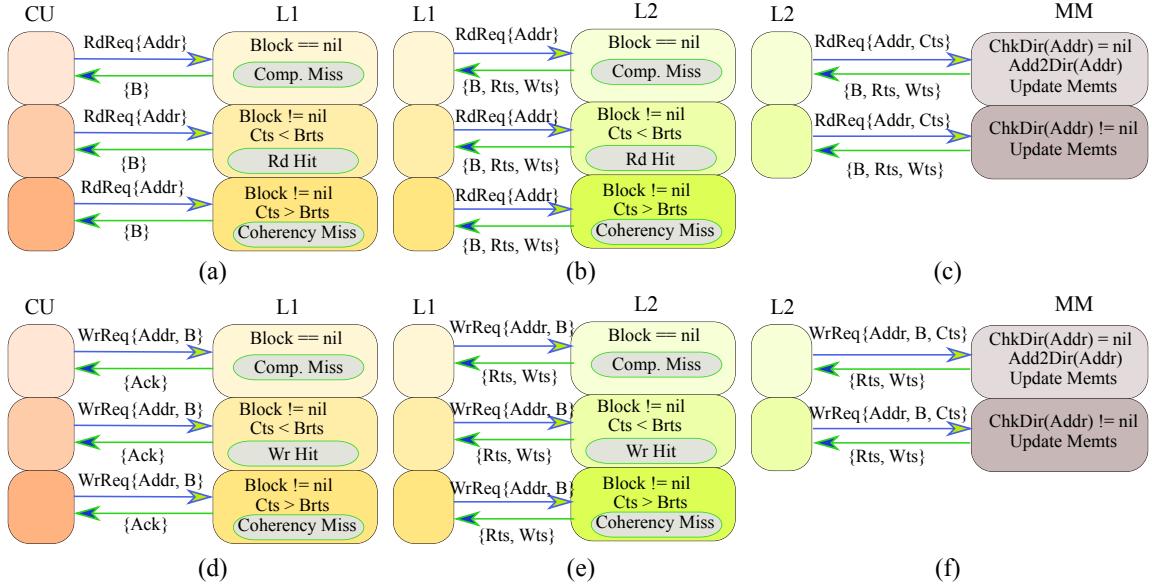 CU
L1
RdReq{Addr}
{B}
Block == nil
Comp. Miss
RdReq{Addr}
{B}
Block != nil
Cts < Brts
Rd Hit
RdReq{Addr}
{B}
Block != nil
Cts > Brts
Coherency Miss
(a)
L1
L2
RdReq{Addr}
{B, Rts, Wts}
Block == nil
Comp. Miss
RdReq{Addr}
{B, Rts, Wts}
Block != nil
Cts < Brts
Rd Hit
RdReq{Addr}
{B, Rts, Wts}
Block != nil
Cts > Brts
Coherency Miss
(b)
L2
MM
RdReq{Addr, Cts}
{B, Rts, Wts}
ChkDir(Addr) = nil
Add2Dir(Addr)
Update Memts
RdReq{Addr, Cts}
{B, Rts, Wts}
ChkDir(Addr) != nil
Update Memts
(c)
CU
L1
WrReq{Addr, B}
{Ack}
Block == nil
Comp. Miss
WrReq{Addr, B}
{Ack}
Block != nil
Cts < Brts
Wr Hit
WrReq{Addr, B}
{Ack}
Block != nil
Cts > Brts
Coherency Miss
(d)
L1
L2
WrReq{Addr, B}
{Rts, Wts}
Block == nil
Comp. Miss
WrReq{Addr, B}
{Rts, Wts}
Block != nil
Cts < Brts
Wr Hit
WrReq{Addr, B}
{Rts, Wts}
Block != nil
Cts > Brts
Coherency Miss
(e)
L2
MM
WrReq{Addr, B, Cts}
{Rts, Wts}
ChkDir(Addr) = nil
Add2Dir(Addr)
Update Memts
WrReq{Addr, B, Cts}
{Rts, Wts}
ChkDir(Addr) != nil
Update Memts
(f)